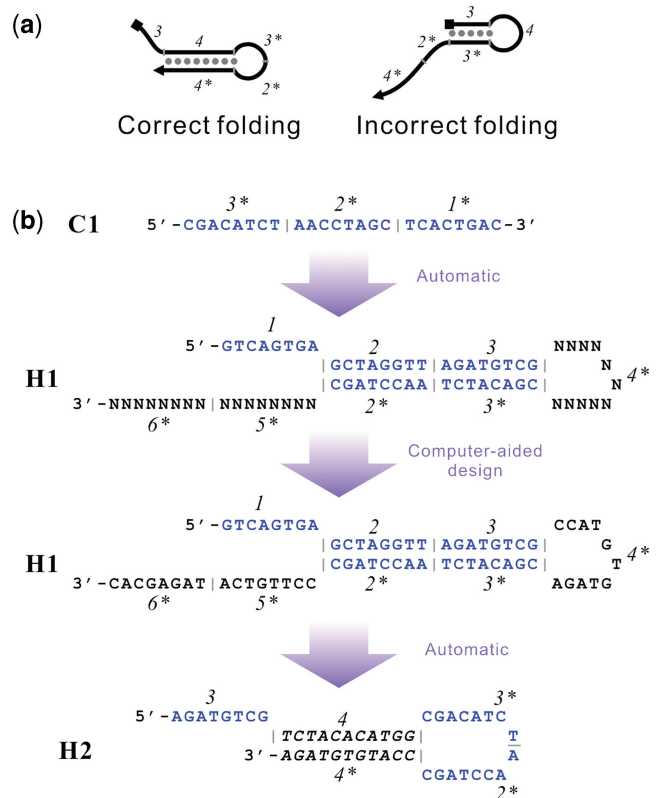 (a)
3 4 3*
4* 2*
3 4
2* 3*
4*
Correct folding
Incorrect folding
(b)
3* 2* 1*
C1 5'-CGACATCT|AACCTAGC|TCACTGAC-3'
Automatic
1
5'-GTCAGTGA 2 3 NNNN
|GCTAGGTT|AGATGTCG| N
H1 |CGATCCAA|TCTACAGC| N 4*
3'-NNNNNNNN|NNNNNNNN 2* 3* NNNNN
6* 5*
Computer-aided
design
1
5'-GTCAGTGA 2 3 CCAT
|GCTAGGTT|AGATGTCG| G
H1 |CGATCCAA|TCTACAGC| T 4*
3'-CACGAGAT|ACTGTTCC 2* 3* AGATG
6* 5*
Automatic
3 3*
5'-AGATGTCG 4 CGACATC
|TCTACACATGG| T
H2 3'-AGATGTGTACC| A
4* CGATCCA
2*